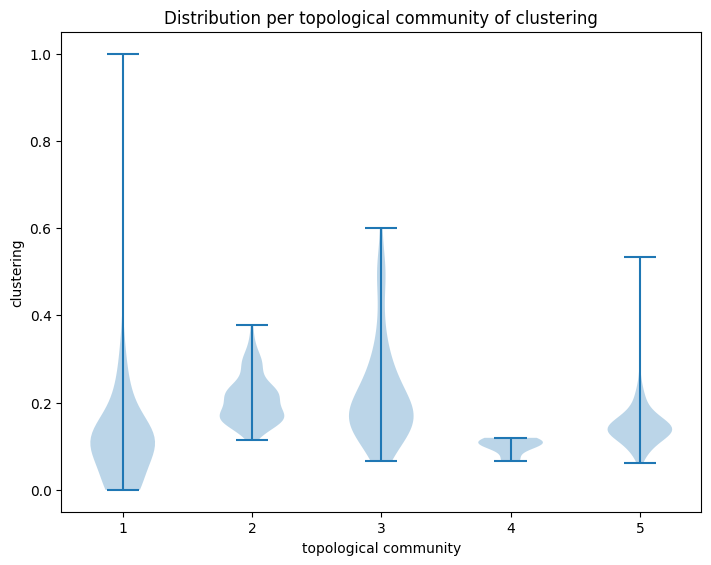 Distribution per topological community of clustering
1.0
0.8
0.6
0.4
0.2
0.0
clustering
1 2 3 4 5
topological community